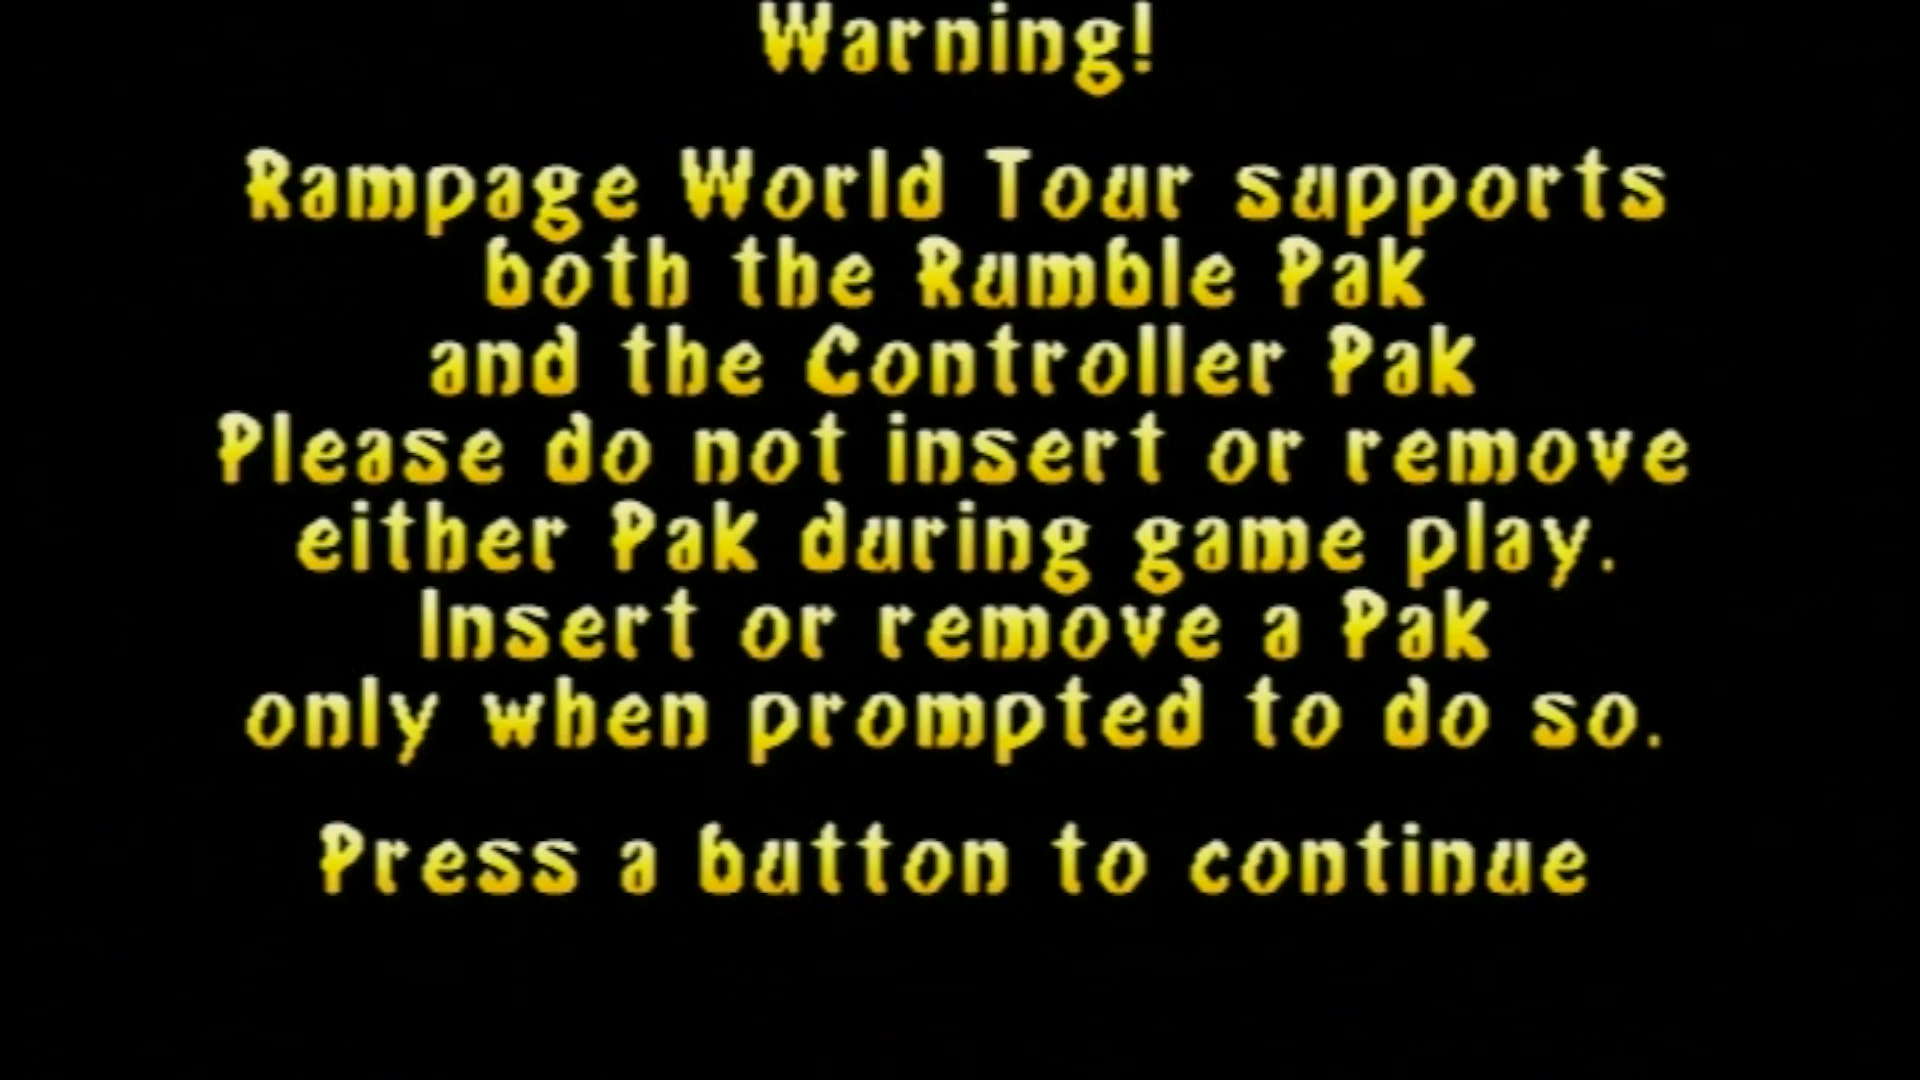 Warning!
Rampage World Tour supports
both the Rumble Pak
and the Controller Pak
Please do not insert or remove
either Pak during game play.
Insert or remove a Pak
only when prompted to do so.
Press a button to continue